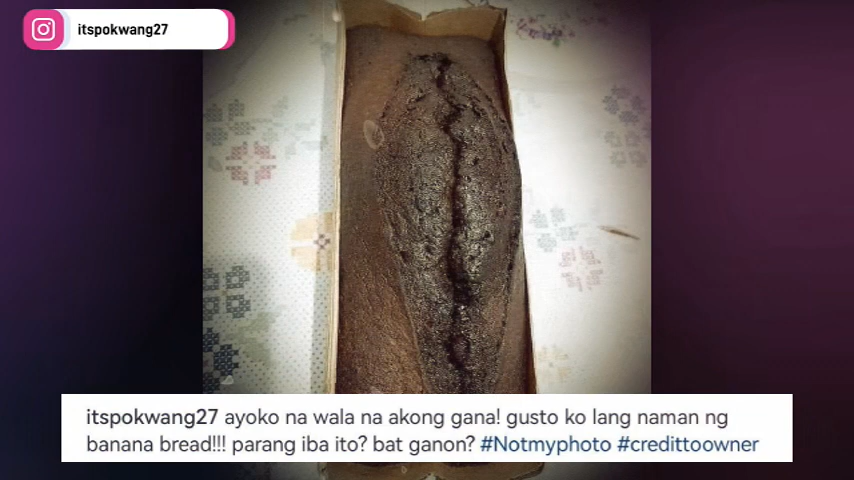 itspokwang27
itspokwang27 ayoko na wala na akong gana! gusto ko lang naman ng
banana bread!!! parang iba ito? bat ganon? #Notmyphoto #credittoowner